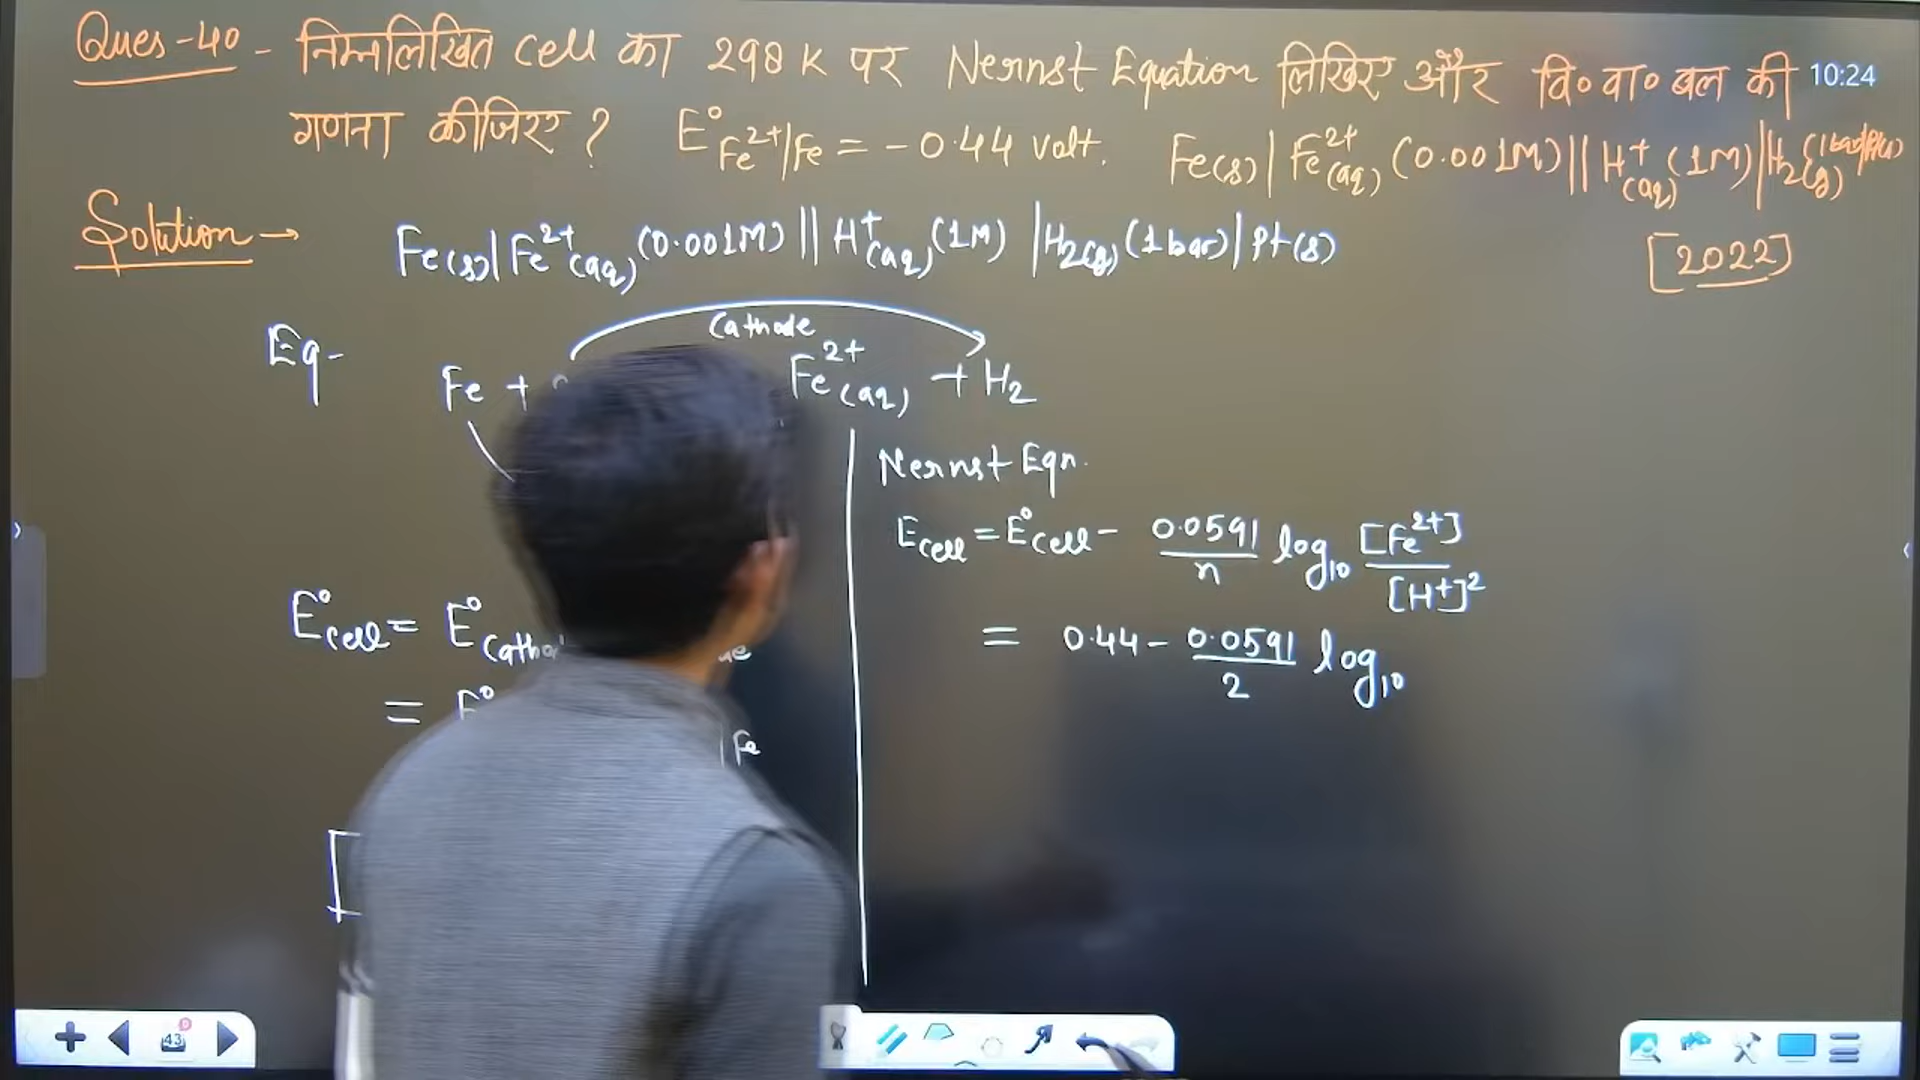 Ques-40 - निम्नलिखित cell का 298 K पर Nernst Equation लिखिए और वि० वा० बल की 10:24
गणना कीजिए ? E°Fe²⁺/Fe = - 0.44 volt. Fe(s)|Fe²⁺(aq)(0.001M)||H⁺(aq)(1M)|H₂(g)
[2022]
Solution → Fe(s)|Fe²⁺(aq)(0.001M)||H⁺(aq)(1M)|H₂(g)(1bar)|Pt(s)
Cathode
Eq- Fe + Fe²⁺(aq) + H₂
Nernst Eqn.
Ecell = E°cell - 0.0591/n log₁₀ [Fe²⁺]/[H⁺]²
= 0.44 - 0.0591/2 log₁₀
E°cell = E°
= E° Fe
43